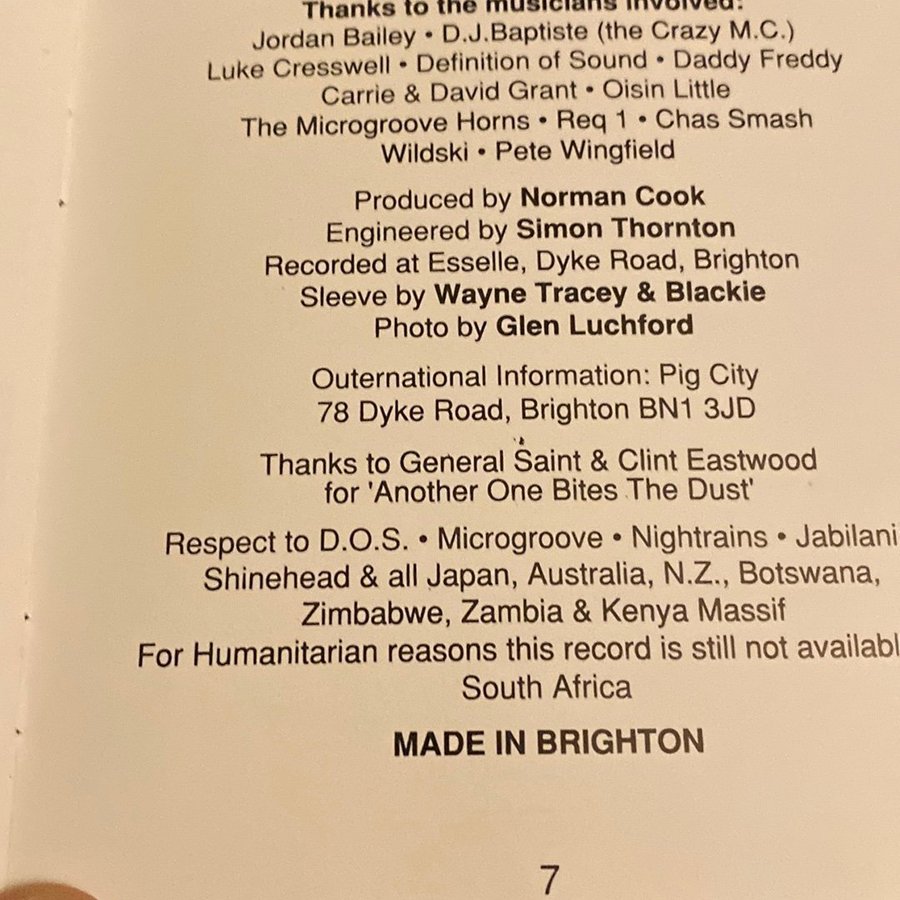 Thanks to the musicians involved:
Jordan Bailey • D.J.Baptiste (the Crazy M.C.)
Luke Cresswell • Definition of Sound • Daddy Freddy
Carrie & David Grant • Oisin Little
The Microgroove Horns • Req 1 • Chas Smash
Wildski • Pete Wingfield
Produced by Norman Cook
Engineered by Simon Thornton
Recorded at Esselle, Dyke Road, Brighton
Sleeve by Wayne Tracey & Blackie
Photo by Glen Luchford
Outernational Information: Pig City
78 Dyke Road, Brighton BN1 3JD
Thanks to General Saint & Clint Eastwood
for 'Another One Bites The Dust'
Respect to D.O.S. • Microgroove • Nightrains • Jabilani
Shinehead & all Japan, Australia, N.Z., Botswana,
Zimbabwe, Zambia & Kenya Massif
For Humanitarian reasons this record is still not availabl
South Africa
MADE IN BRIGHTON
7